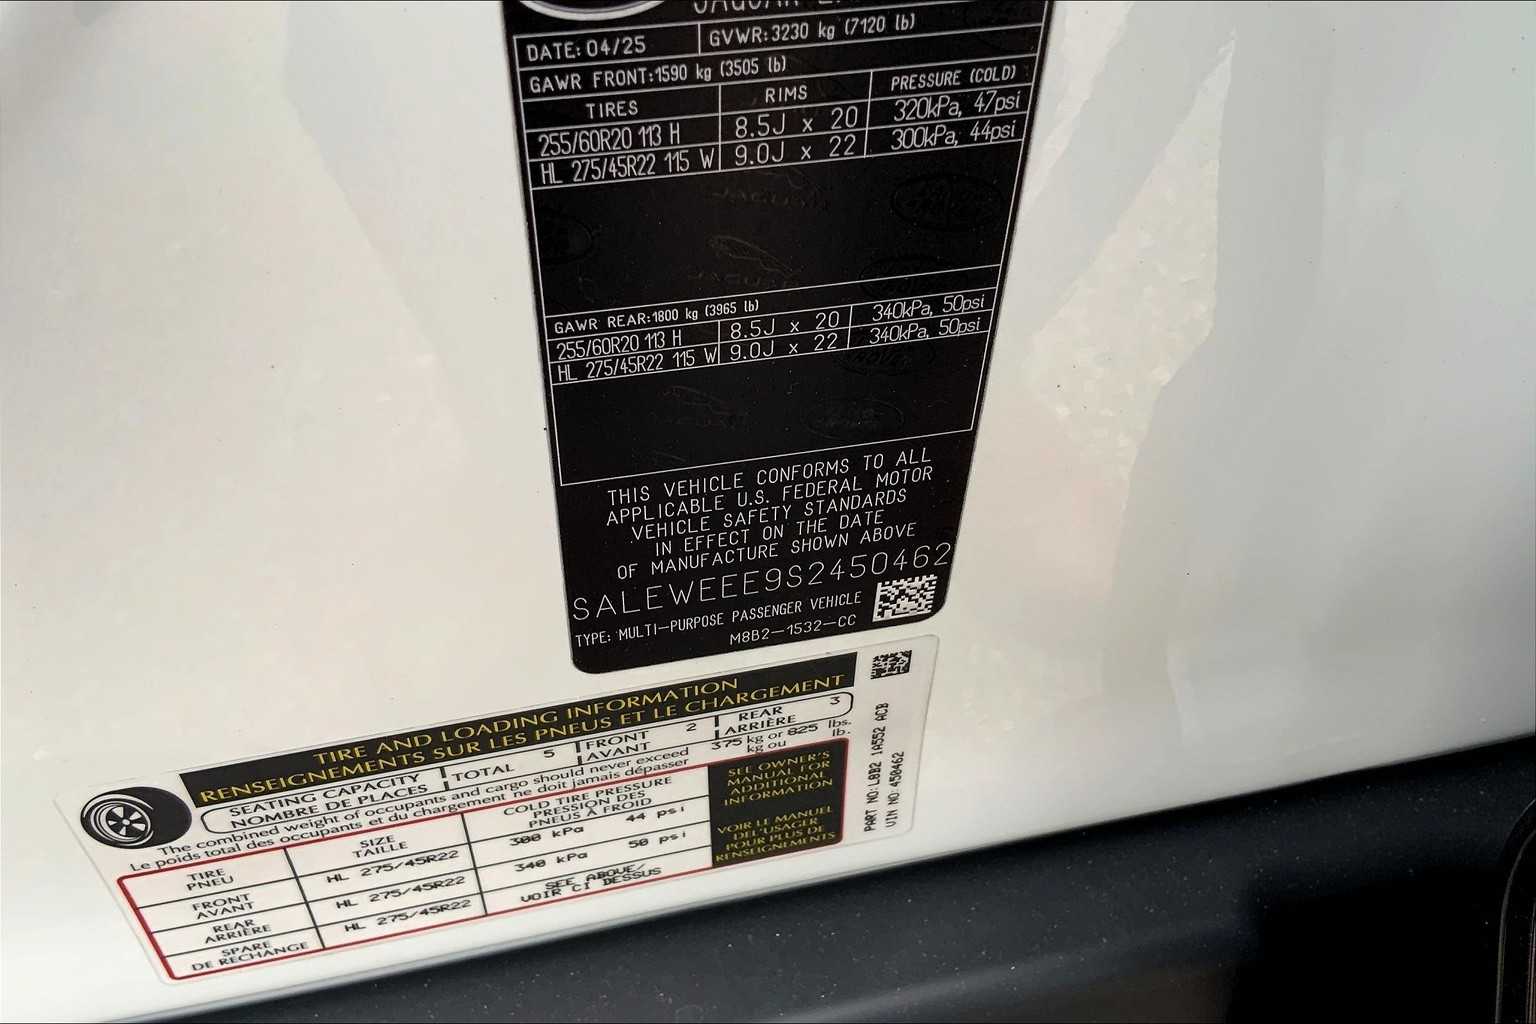 JAGUAR
DATE: 04/25
GVWR: 3230 kg (7120 lb)
GAWR FRONT: 1590 kg (3505 lb)
TIRES RIMS PRESSURE (COLD)
255/60R20 113 H 8.5J x 20 320kPa, 47psi
HL 275/45R22 115 W 9.0J x 22 300kPa, 44psi
GAWR REAR: 1800 kg (3965 lb)
255/60R20 113 H 8.5J x 20 340kPa, 50psi
HL 275/45R22 115 W 9.0J x 22 340kPa, 50psi
THIS VEHICLE CONFORMS TO ALL
APPLICABLE U.S. FEDERAL MOTOR
VEHICLE SAFETY STANDARDS
IN EFFECT ON THE DATE
OF MANUFACTURE SHOWN ABOVE
SALEWEEE9S2450462
TYPE: MULTI-PURPOSE PASSENGER VEHICLE
M8B2-1532-CC
TIRE AND LOADING INFORMATION
RENSEIGNEMENTS SUR LES PNEUS ET LE CHARGEMENT
SEATING CAPACITY
NOMBRE DE PLACES
TOTAL 5
FRONT
AVANT
2
REAR
ARRIÈRE
3
The combined weight of occupants and cargo should never exceed 375 kg or 825 lbs.
Le poids total des occupants et du chargement ne doit jamais dépasser kg ou lb.
TIRE
PNEU
SIZE
TAILLE
COLD TIRE PRESSURE
PRESSION DES
PNEUS À FROID
FRONT
AVANT
HL 275/45R22
300 kPa 44 psi
REAR
ARRIÈRE
HL 275/45R22
340 kPa 50 psi
SPARE
DE RECHANGE
HL 275/45R22
SEE ABOVE/
VOIR CI DESSUS
SEE OWNER'S
MANUAL FOR
ADDITIONAL
INFORMATION
VOIR LE MANUEL
DEL'USAGER
POUR PLUS DE
RENSEIGNEMENTS
PART NO: L8B2 1A552 ACB
VIN NO: 450462